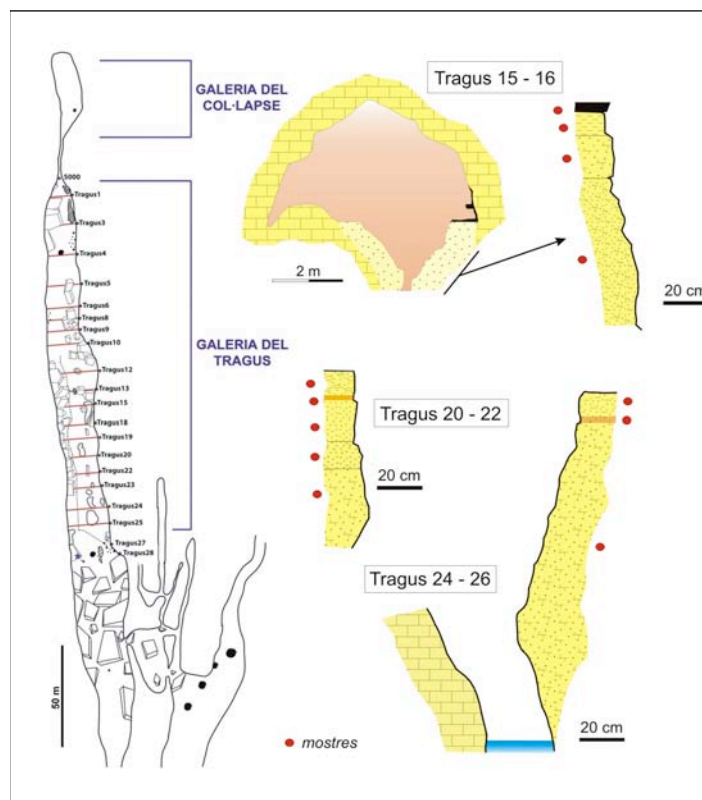 GALERIA DEL
COL·LAPSE
5000
Tragus1
Tragus3
Tragus4
Tragus5
Tragus6
Tragus8
Tragus9
Tragus10
GALERIA DEL
TRAGUS
Tragus12
Tragus13
Tragus15
Tragus18
Tragus19
Tragus20
Tragus22
Tragus23
Tragus24
Tragus25
Tragus27
Tragus28
50 m
Tragus 15 - 16
2 m
20 cm
Tragus 20 - 22
20 cm
Tragus 24 - 26
20 cm
mostres